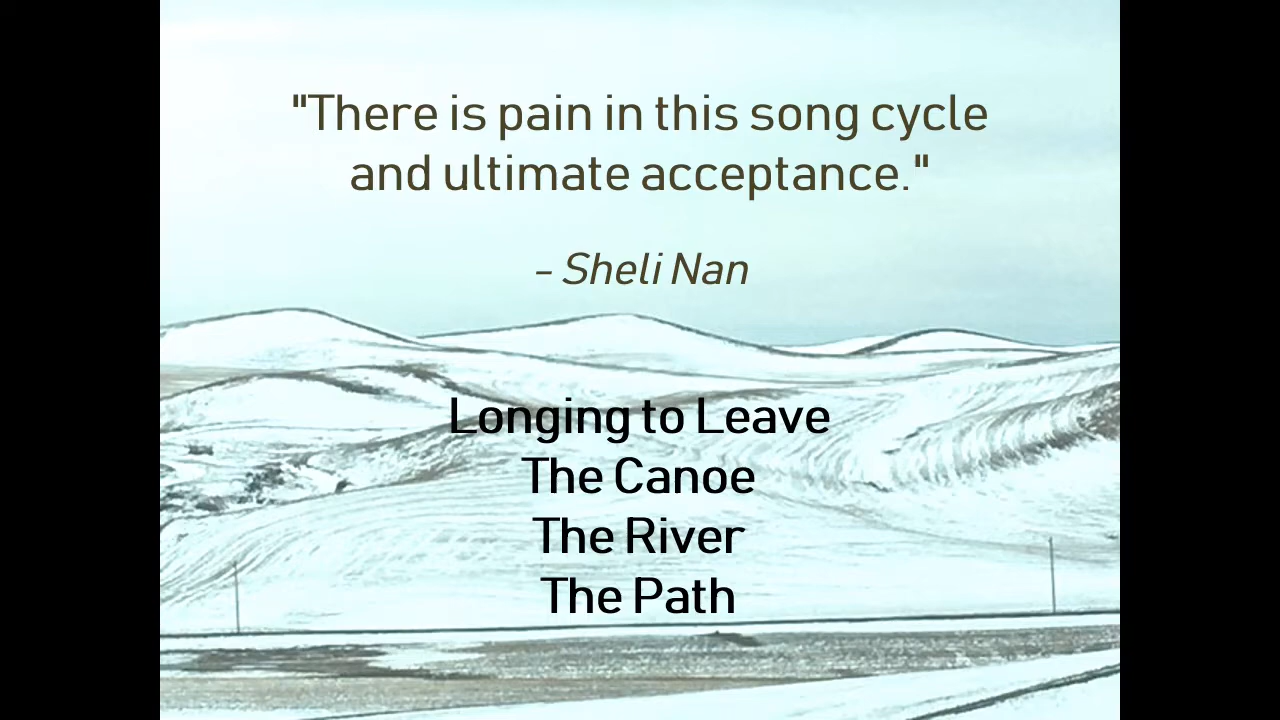 "There is pain in this song cycle
and ultimate acceptance."
– Sheli Nan
Longing to Leave
The Canoe
The River
The Path